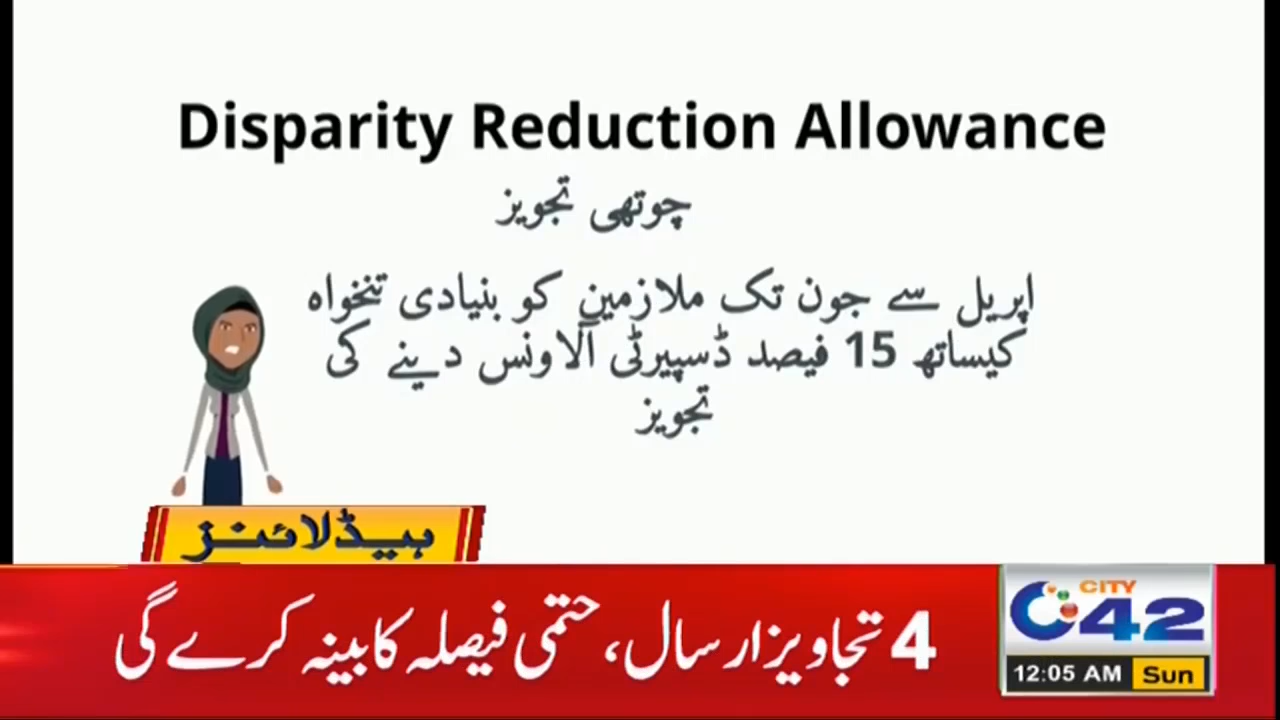 Disparity Reduction Allowance
چوتھی تجویز
اپریل سے جون تک ملازمین کو بنیادی تنخواہ
کیساتھ 15 فیصد ڈسپیرٹی آلاونس دینے کی
تجویز
ہیڈلائنز
4 تجاویز ارسال، حتمی فیصلہ کابینہ کرے گی
CITY
42
12:05 AM Sun